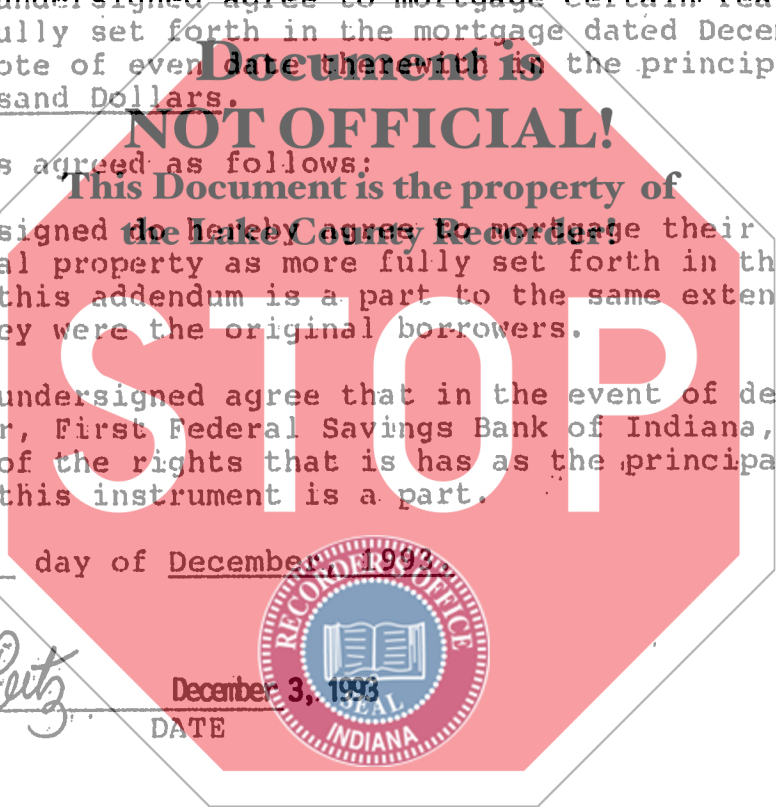 undersigned agree to mortgage certain rea
ully set forth in the mortgage dated Decem
ote of even date therewith in the princip
sand Dollars.
Document is
NOT OFFICIAL!
This Document is the property of
the Lake County Recorder!
s agreed as follows:
signed do hereby agree to mortgage their
al property as more fully set forth in th
this addendum is a part to the same exten
ey were the original borrowers.
STOP
undersigned agree that in the event of de
r, First Federal Savings Bank of Indiana,
of the rights that is has as the principa
this instrument is a part.
day of December, 1993.
December 3, 1993
DATE
RECORDER'S OFFICE
SEAL
INDIANA